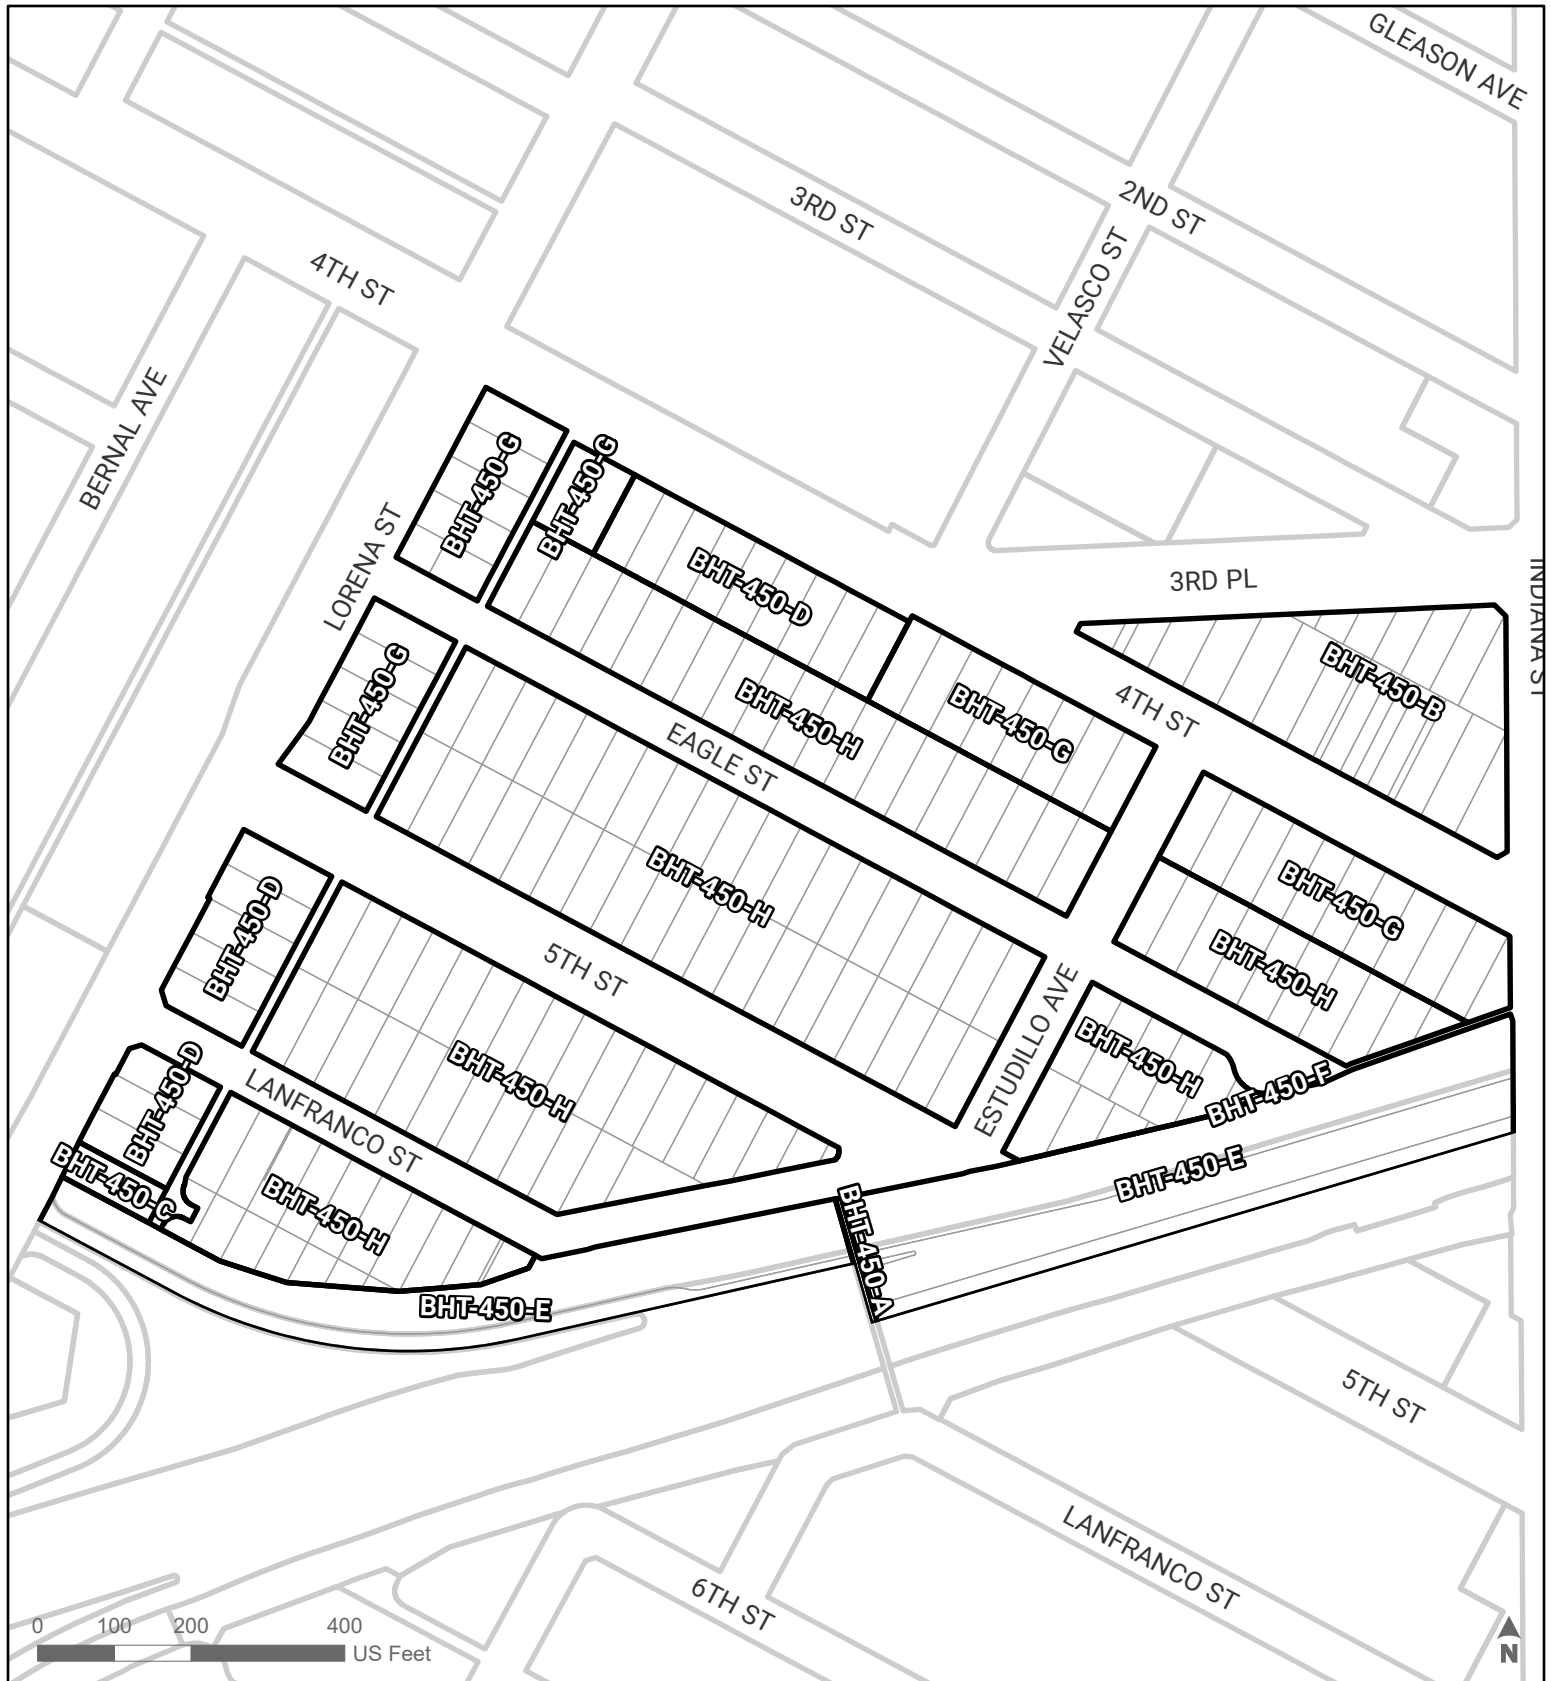 GLEASON AVE
3RD ST
2ND ST
VELASCO ST
4TH ST
BERNAL AVE
BHT-450-G
BHT-450-G
LORENA ST
BHT-450-D
3RD PL
INDIANA ST
BHT-450-B
BHT-450-G
BHT-450-H
BHT-450-G
4TH ST
EAGLE ST
BHT-450-H
BHT-450-G
BHT-450-D
BHT-450-H
5TH ST
ESTUDILLO AVE
BHT-450-H
BHT-450-H
BHT-450-D
LANFRANCO ST
BHT-450-F
BHT-450-C
BHT-450-E
BHT-450-H
BHT-450-A
BHT-450-E
5TH ST
LANFRANCO ST
6TH ST
0 100 200 400
US Feet
N